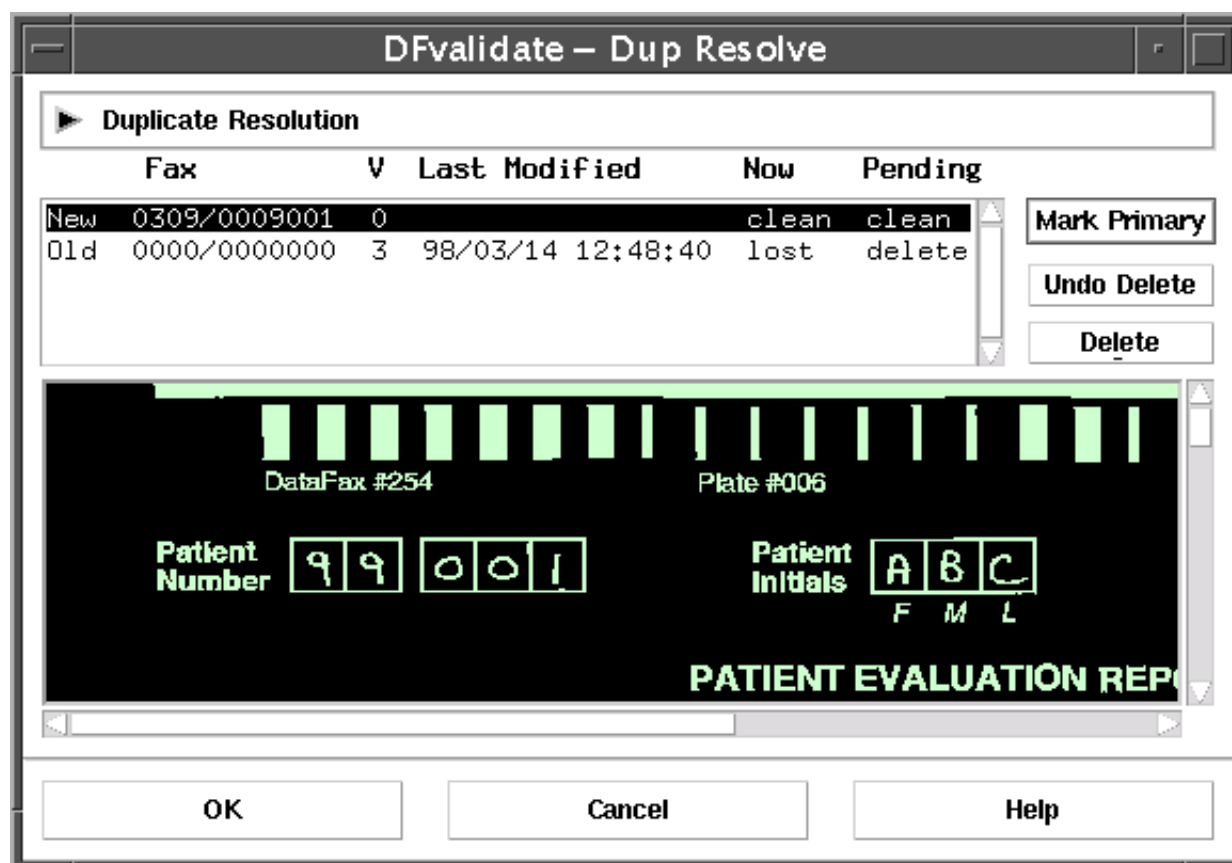 DFvalidate – Dup Resolve
Duplicate Resolution
Fax V Last Modified Now Pending
New 0309/0009001 0 clean clean
Old 0000/0000000 3 98/03/14 12:48:40 lost delete
Mark Primary
Undo Delete
Delete
DataFax #254 Plate #006
Patient Number 99 001 Patient Initials ABC
F M L
PATIENT EVALUATION REPO
OK Cancel Help